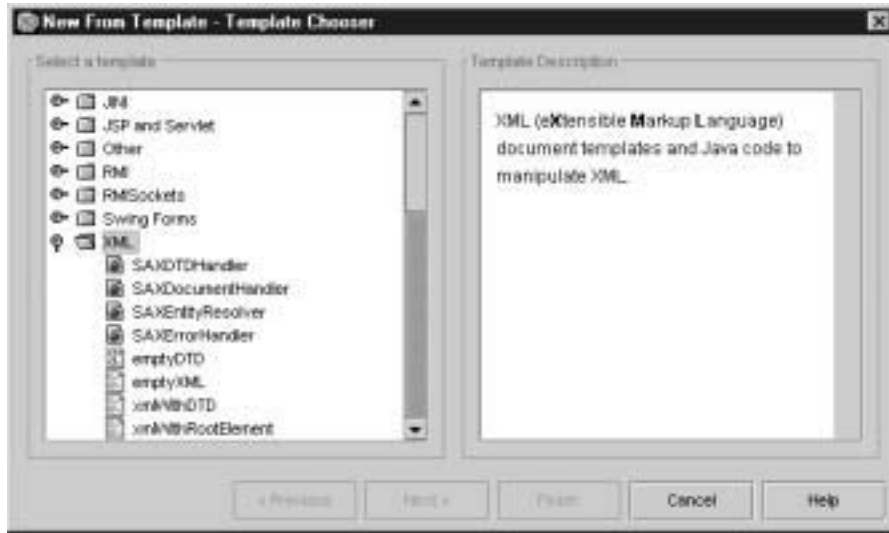 New From Template - Template Chooser
Select a template
JINI
JSP and Servlet
Other
RMI
RMISockets
Swing Forms
XML
SAXDTDHandler
SAXDocumentHandler
SAXEntityResolver
SAXErrorHandler
emptyDTD
emptyXML
xmlWithDTD
xmlWithRootElement
Template Description
XML (eXtensible Markup Language)
document templates and Java code to
manipulate XML.
< Previous Next > Finish Cancel Help